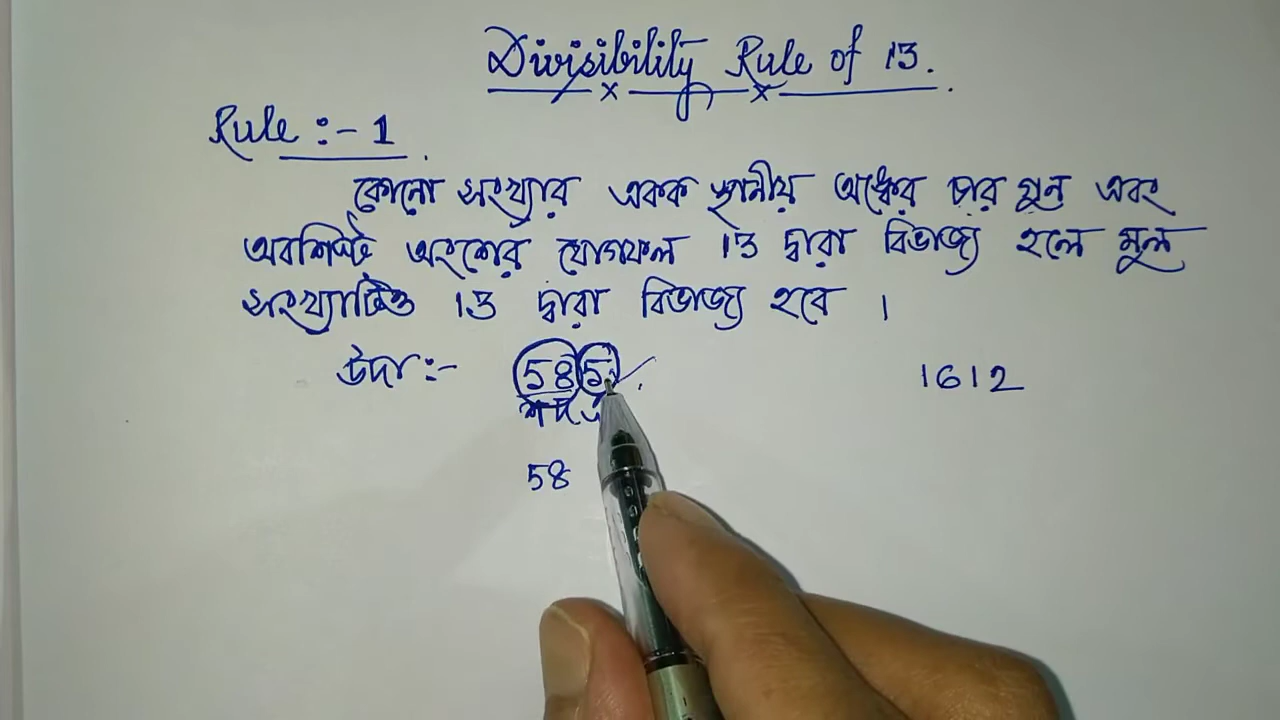 Divisibility Rule of 13.
Rule :- 1
কোনো সংখ্যার একক স্থানীয় অঙ্কের চার গুন এবং
অবশিষ্ট অংশের যোগফল 13 দ্বারা বিভাজ্য হলে মূল
সংখ্যাটিও 13 দ্বারা বিভাজ্য হবে ।
উদাঃ- 585 1612
শ দ এ
58